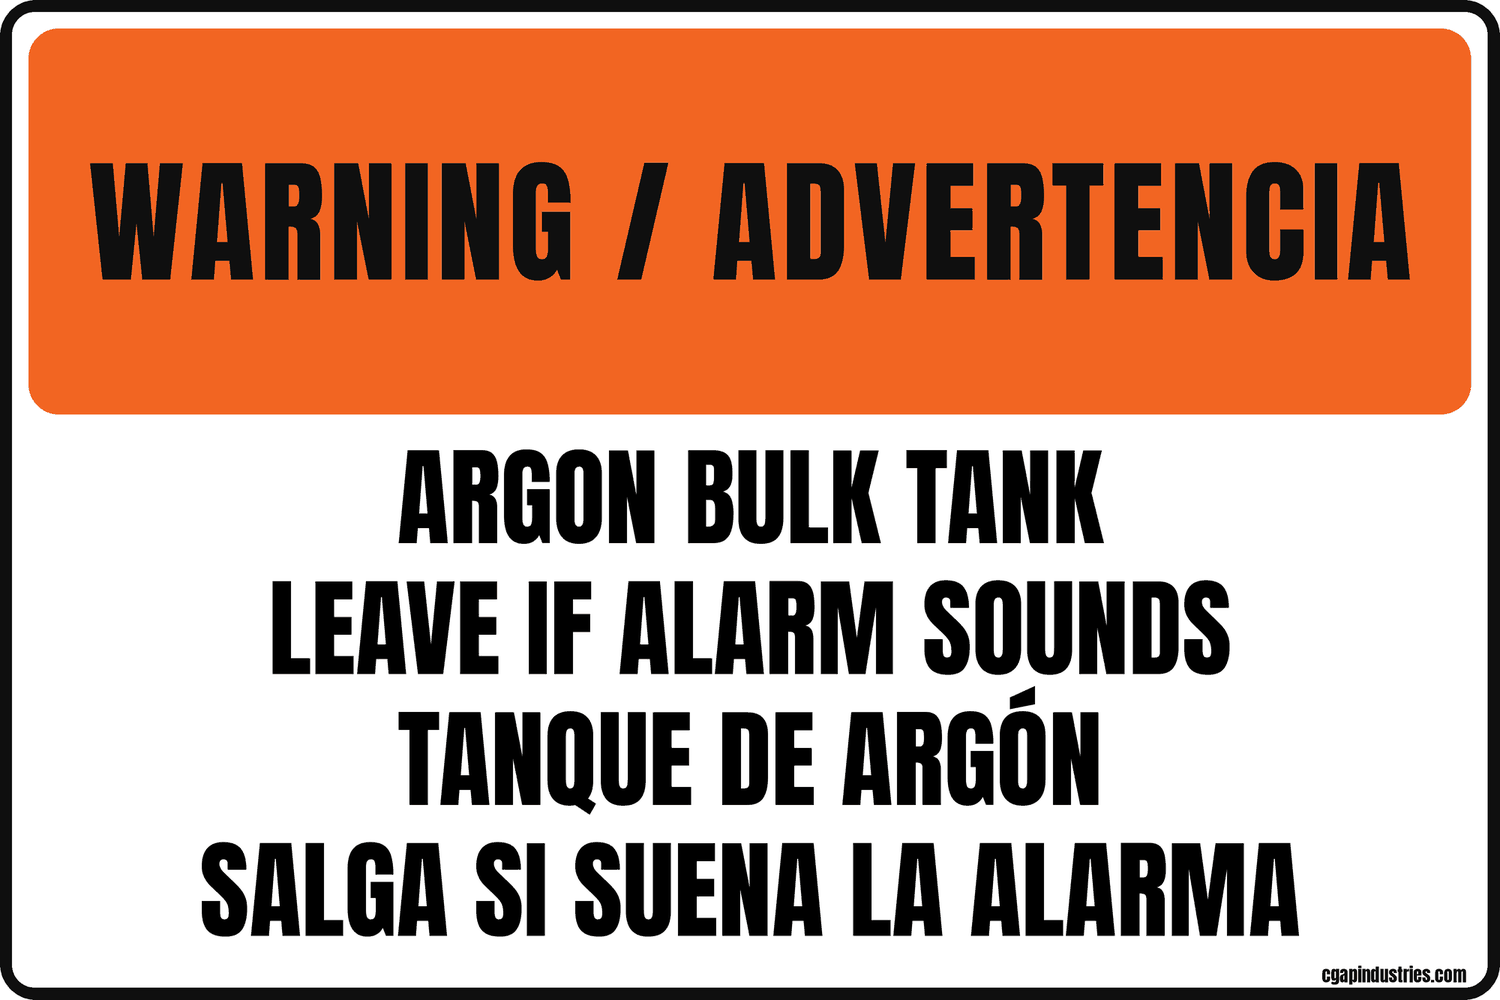 WARNING / ADVERTENCIA
ARGON BULK TANK
LEAVE IF ALARM SOUNDS
TANQUE DE ARGÓN
SALGA SI SUENA LA ALARMA
cgapindustries.com